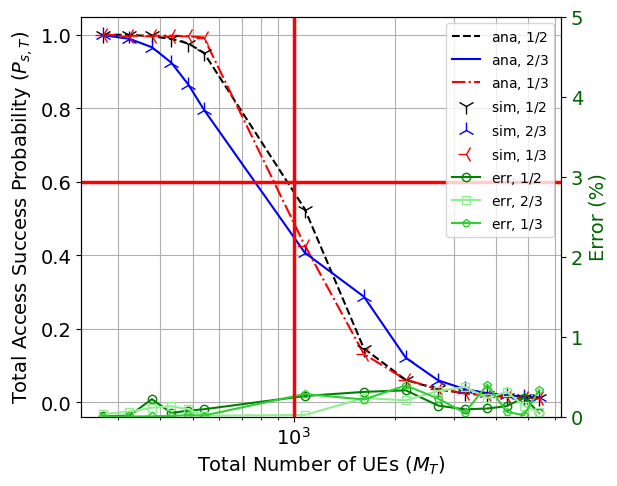 Total Access Success Probability (P_{s,T})
1.0
0.8
0.6
0.4
0.2
0.0
10^3
Total Number of UEs (M_T)
5
4
3
2
1
0
Error (%)
ana, 1/2
ana, 2/3
ana, 1/3
sim, 1/2
sim, 2/3
sim, 1/3
err, 1/2
err, 2/3
err, 1/3